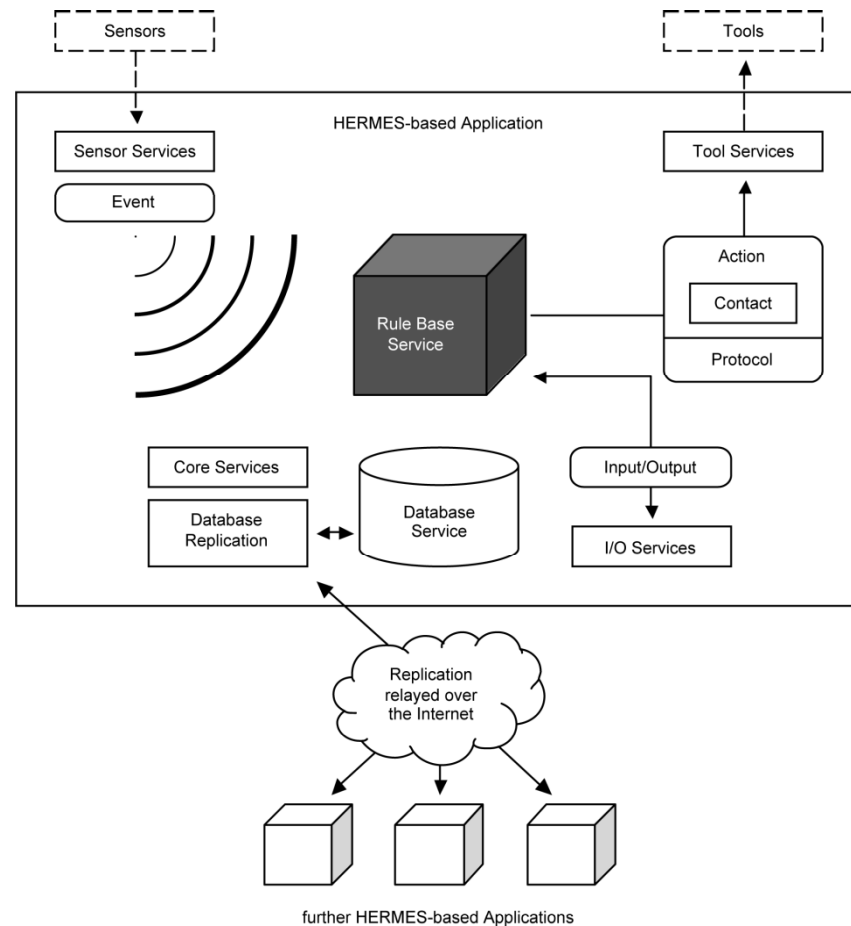 Sensors
Tools
HERMES-based Application
Sensor Services
Tool Services
Event
Action
Contact
Rule Base
Service
Protocol
Core Services
Input/Output
Database
Replication
Database
Service
I/O Services
Replication
relayed over
the Internet
further HERMES-based Applications